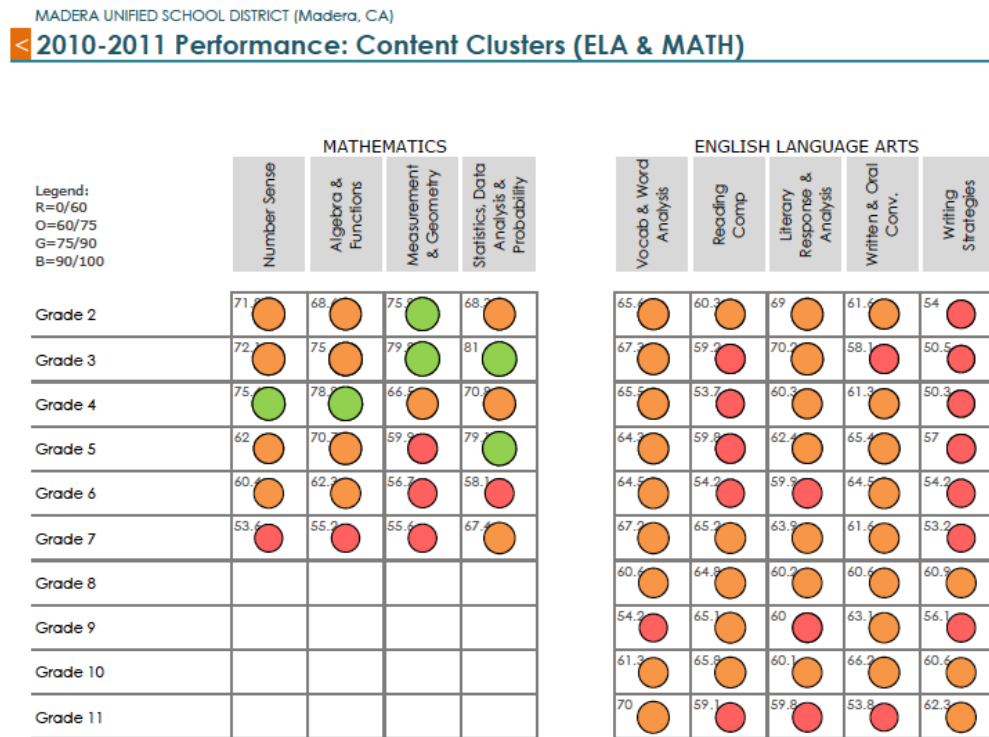 MADERA UNIFIED SCHOOL DISTRICT (Madera, CA)
< 2010-2011 Performance: Content Clusters (ELA & MATH)
MATHEMATICS ENGLISH LANGUAGE ARTS
Legend:
R=0/60
O=60/75
G=75/90
B=90/100
Number Sense
Algebra &
Functions
Measurement
& Geometry
Statistics, Data
Analysis &
Probability
Vocab & Word
Analysis
Reading
Comp
Literary
Response &
Analysis
Written & Oral
Conv.
Writing
Strategies
Grade 2 65.6 60.3 69 61.6 54
Grade 3 72.1 75 81 67.3 59.2 70.2 58.1 50.5
Grade 4 66.5 65.5 53.7 60.3 61.3 50.3
Grade 5 62 70.7 59.9 79.1 64.3 59.8 62.4 65.4 57
Grade 6 60.4 62.3 56.7 58.1 64.5 54.2 59.9 64.5 54.2
Grade 7 53.6 55.2 55.6 67.4 67.2 65.2 63.9 61.6 53.2
Grade 8 60.6 64.8 60.2 60.6 60.9
Grade 9 54.2 65.1 60 63.1 56.1
Grade 10 61.3 65.8 60.1 66.2 60.6
Grade 11 70 59.1 59.8 53.8 62.3